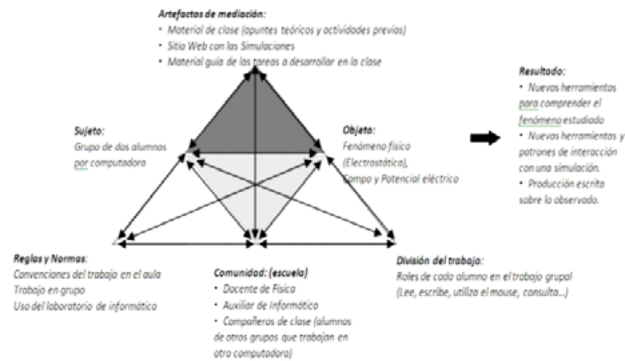 Artefactos de mediación:
• Material de clase (apuntes teóricos y actividades previas)
• Sitio Web con las Simulaciones
• Material guía de las tareas a desarrollar en la clase
Sujeto:
Grupo de dos alumnos
por computadora
Objeto:
Fenómeno físico
(Electrostática),
Campo y Potencial eléctrico
Resultado:
• Nuevas herramientas
para comprender el
fenómeno estudiado
• Nuevas herramientas y
patrones de interacción
con una simulación.
• Producción escrita
sobre lo observado.
Reglas y Normas:
Convenciones del trabajo en el aula
Trabajo en grupo
Uso del laboratorio de informática
Comunidad: (escuela)
• Docente de Física
• Auxiliar de Informática
• Compañeros de clase (alumnos
de otros grupos que trabajan en
otra computadora)
División del trabajo:
Roles de cada alumno en el trabajo grupal
(Lee, escribe, utiliza el mouse, consulta...)